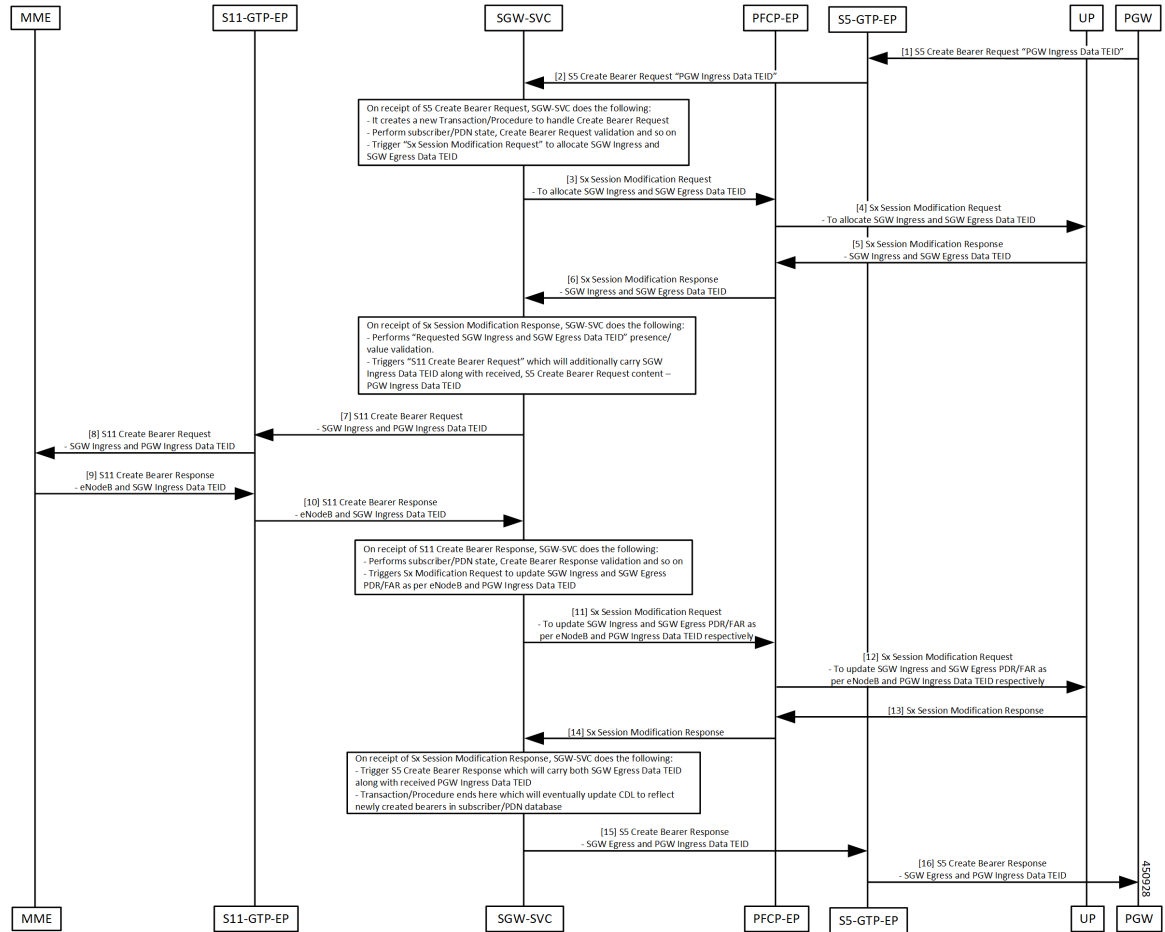 MME
S11-GTP-EP
SGW-SVC
PFCP-EP
S5-GTP-EP
UP
PGW
[1] S5 Create Bearer Request “PGW Ingress Data TEID”
[2] S5 Create Bearer Request “PGW Ingress Data TEID”
On receipt of S5 Create Bearer Request, SGW-SVC does the following:
- It creates a new Transaction/Procedure to handle Create Bearer Request
- Perform subscriber/PDN state, Create Bearer Request validation and so on
- Trigger “Sx Session Modification Request” to allocate SGW Ingress and
SGW Egress Data TEID
[3] Sx Session Modification Request
- To allocate SGW Ingress and SGW Egress Data TEID
[4] Sx Session Modification Request
- To allocate SGW Ingress and SGW Egress Data TEID
[5] Sx Session Modification Response
- SGW Ingress and SGW Egress Data TEID
[6] Sx Session Modification Response
- SGW Ingress and SGW Egress Data TEID
On receipt of Sx Session Modification Response, SGW-SVC does the following:
- Performs “Requested SGW Ingress and SGW Egress Data TEID” presence/
value validation.
- Triggers “S11 Create Bearer Request” which will additionally carry SGW
Ingress Data TEID along with received, S5 Create Bearer Request content –
PGW Ingress Data TEID
[7] S11 Create Bearer Request
- SGW Ingress and PGW Ingress Data TEID
[8] S11 Create Bearer Request
- SGW Ingress and PGW Ingress Data TEID
[9] S11 Create Bearer Response
- eNodeB and SGW Ingress Data TEID
[10] S11 Create Bearer Response
- eNodeB and SGW Ingress Data TEID
On receipt of S11 Create Bearer Response, SGW-SVC does the following:
- Performs subscriber/PDN state, Create Bearer Response validation and so on
- Triggers Sx Modification Request to update SGW Ingress and SGW Egress
PDR/FAR as per eNodeB and PGW Ingress Data TEID
[11] Sx Session Modification Request
- To update SGW Ingress and SGW Egress PDR/FAR as
per eNodeB and PGW Ingress Data TEID respectively
[12] Sx Session Modification Request
- To update SGW Ingress and SGW Egress PDR/FAR as
per eNodeB and PGW Ingress Data TEID respectively
[13] Sx Session Modification Response
[14] Sx Session Modification Response
On receipt of Sx Session Modification Response, SGW-SVC does the following:
- Trigger S5 Create Bearer Response which will carry both SGW Egress Data TEID
along with received PGW Ingress Data TEID
- Transaction/Procedure ends here which will eventually update CDL to reflect
newly created bearers in subscriber/PDN database
[15] S5 Create Bearer Response
- SGW Egress and PGW Ingress Data TEID
[16] S5 Create Bearer Response
- SGW Egress and PGW Ingress Data TEID
450928
MME
S11-GTP-EP
SGW-SVC
PFCP-EP
S5-GTP-EP
UP
PGW